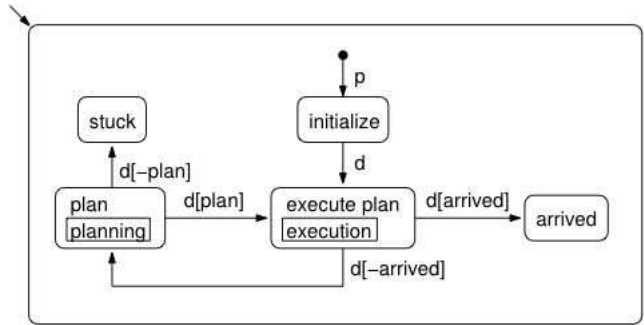 p
stuck
initialize
d[−plan]
d
plan
planning
d[plan]
execute plan
execution
d[arrived]
arrived
d[−arrived]